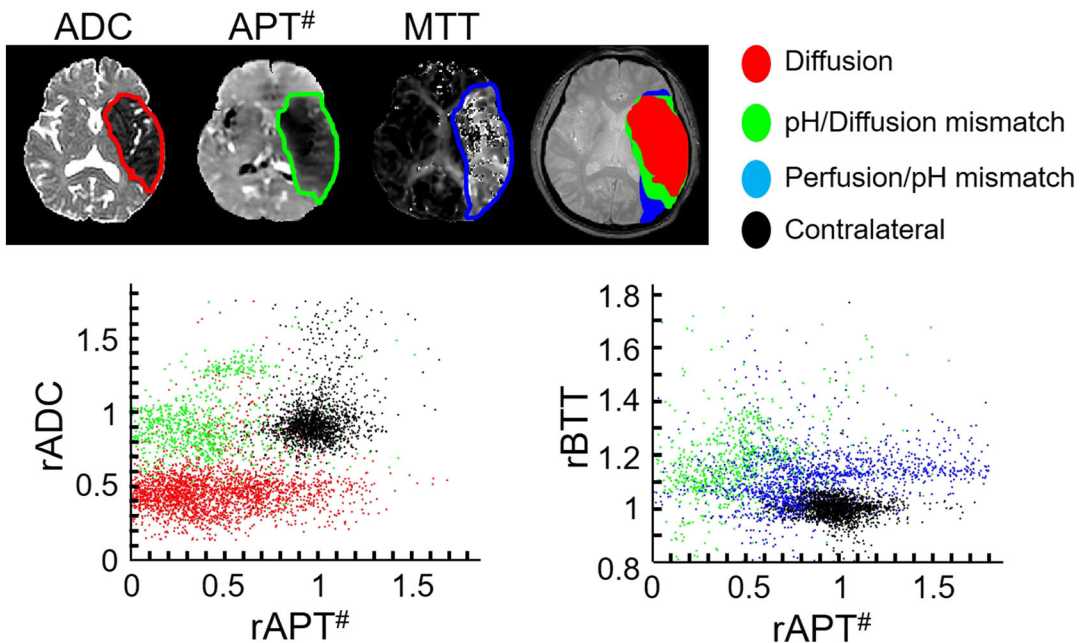 ADC APT# MTT
Diffusion
pH/Diffusion mismatch
Perfusion/pH mismatch
Contralateral
rADC
1.5
1
0.5
0
0 0.5 1 1.5
rAPT#
rBTT
1.8
1.6
1.4
1.2
1
0.8
0 0.5 1 1.5
rAPT#